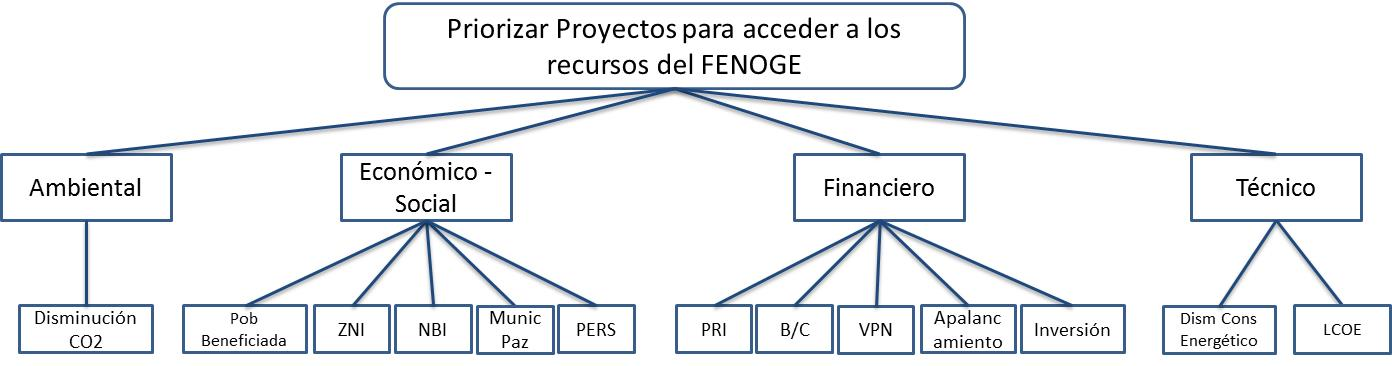 Priorizar Proyectos para acceder a los
recursos del FENOGE
Ambiental
Económico -
Social
Financiero
Técnico
Disminución
CO2
Pob
Beneficiada
ZNI
NBI
Munic
Paz
PERS
PRI
B/C
VPN
Apalanc
amiento
Inversión
Dism Cons
Energético
LCOE